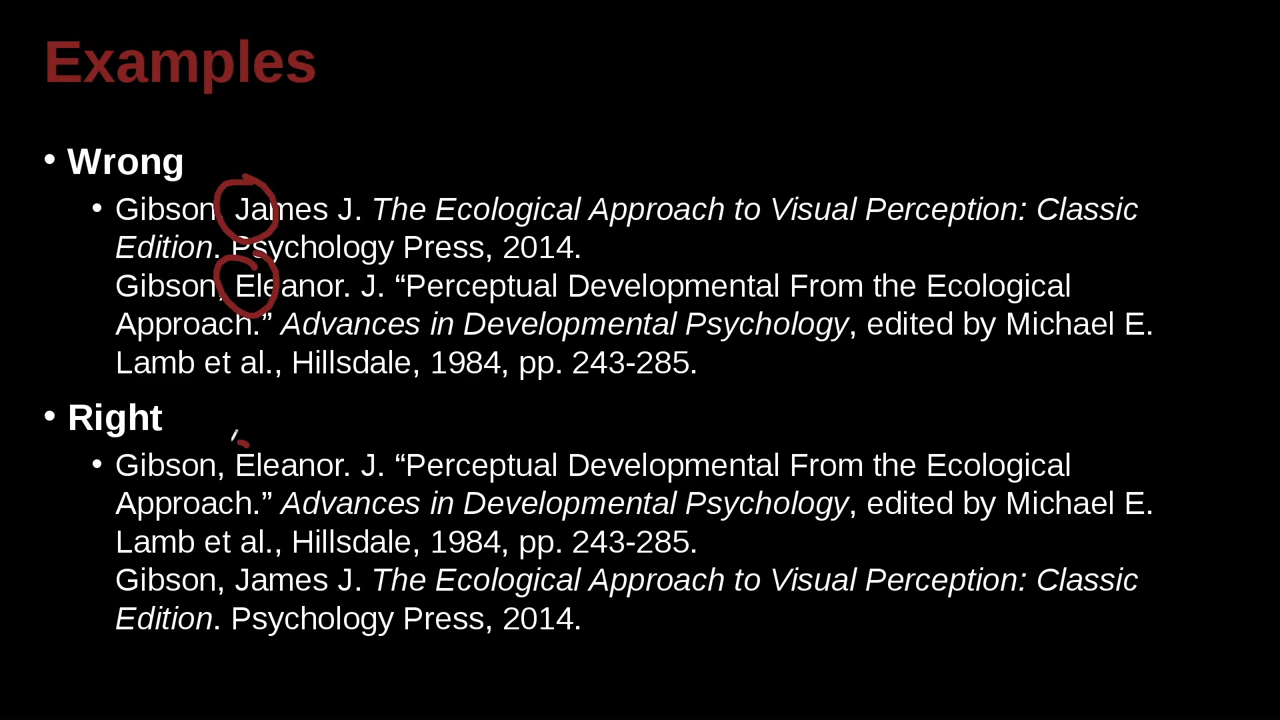 Examples
• Wrong
• Gibson, James J. The Ecological Approach to Visual Perception: Classic
Edition. Psychology Press, 2014.
Gibson, Eleanor. J. “Perceptual Developmental From the Ecological
Approach.” Advances in Developmental Psychology, edited by Michael E.
Lamb et al., Hillsdale, 1984, pp. 243-285.
• Right
• Gibson, Eleanor. J. “Perceptual Developmental From the Ecological
Approach.” Advances in Developmental Psychology, edited by Michael E.
Lamb et al., Hillsdale, 1984, pp. 243-285.
Gibson, James J. The Ecological Approach to Visual Perception: Classic
Edition. Psychology Press, 2014.